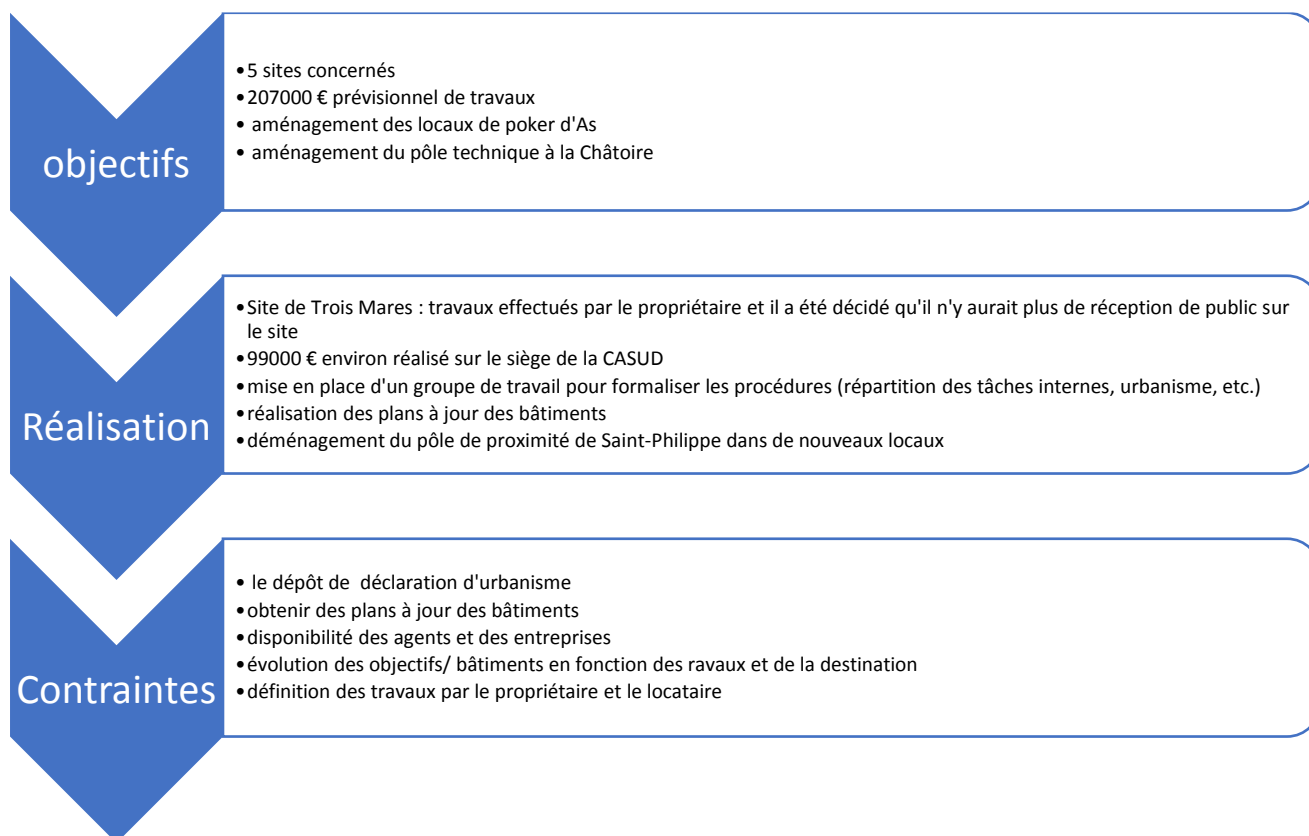 objectifs
•5 sites concernés
•207000 € prévisionnel de travaux
• aménagement des locaux de poker d'As
• aménagement du pôle technique à la Châtoire
Réalisation
•Site de Trois Mares : travaux effectués par le propriétaire et il a été décidé qu'il n'y aurait plus de réception de public sur
le site
•99000 € environ réalisé sur le siège de la CASUD
•mise en place d'un groupe de travail pour formaliser les procédures (répartition des tâches internes, urbanisme, etc.)
•réalisation des plans à jour des bâtiments
•déménagement du pôle de proximité de Saint-Philippe dans de nouveaux locaux
Contraintes
• le dépôt de déclaration d'urbanisme
•obtenir des plans à jour des bâtiments
•disponibilité des agents et des entreprises
•évolution des objectifs/ bâtiments en fonction des ravaux et de la destination
•définition des travaux par le propriétaire et le locataire